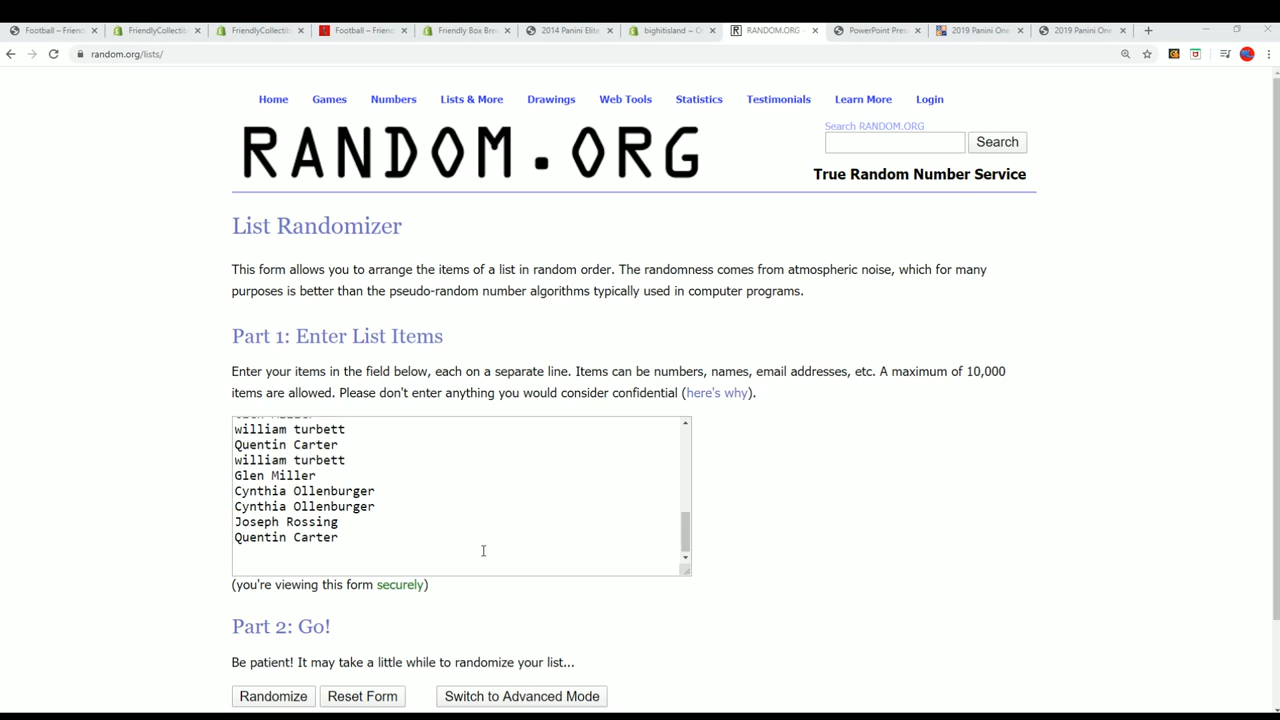 Football – Friend
FriendlyCollectib
FriendlyCollectib
Football – Friend
Friendly Box Bre
2014 Panini Elite
bighitisland – O
RANDOM.ORG -
PowerPoint Pres
2019 Panini One
2019 Panini One
random.org/lists/
Home Games Numbers Lists & More Drawings Web Tools Statistics Testimonials Learn More Login
RANDOM.ORG
Search RANDOM.ORG
Search
True Random Number Service
List Randomizer
This form allows you to arrange the items of a list in random order. The randomness comes from atmospheric noise, which for many
purposes is better than the pseudo-random number algorithms typically used in computer programs.
Part 1: Enter List Items
Enter your items in the field below, each on a separate line. Items can be numbers, names, email addresses, etc. A maximum of 10,000
items are allowed. Please don't enter anything you would consider confidential (here's why).
william turbett
Quentin Carter
william turbett
Glen Miller
Cynthia Ollenburger
Cynthia Ollenburger
Joseph Rossing
Quentin Carter
(you're viewing this form securely)
Part 2: Go!
Be patient! It may take a little while to randomize your list...
Randomize Reset Form Switch to Advanced Mode